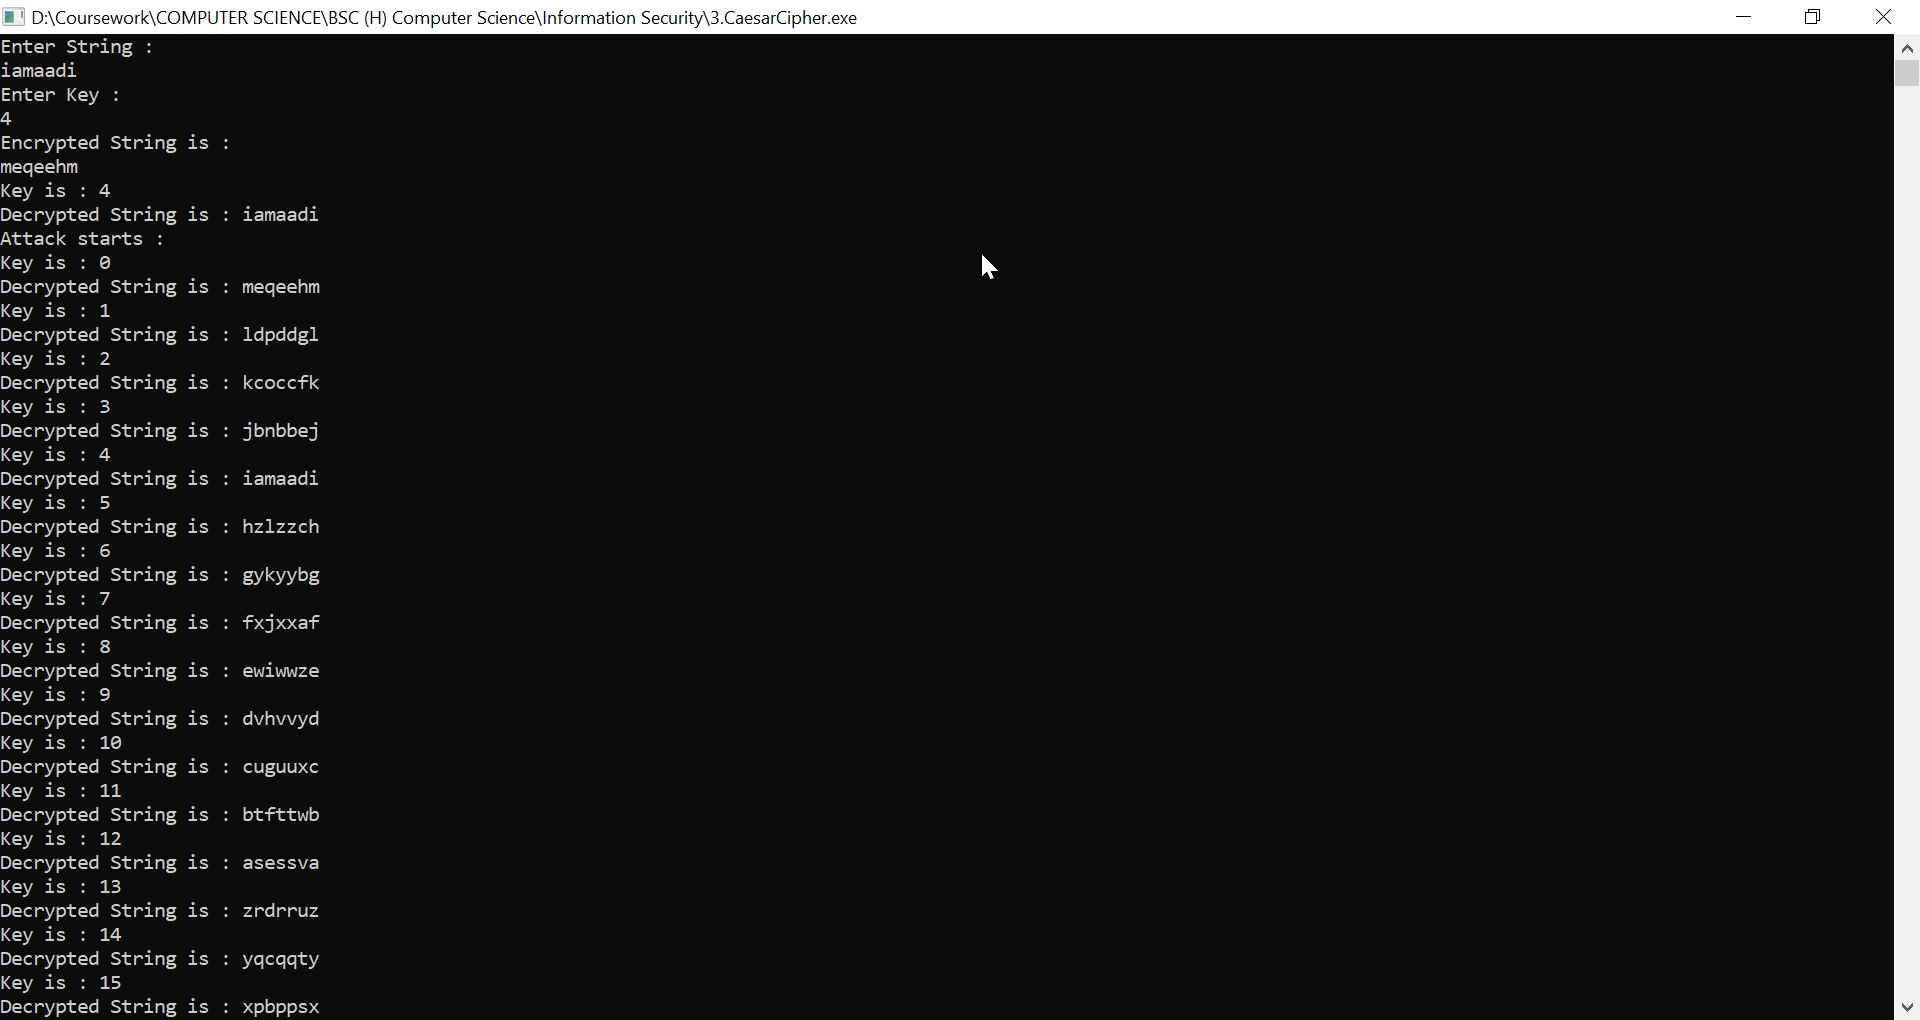 D:\Coursework\COMPUTER SCIENCE\BSC (H) Computer Science\Information Security\3.CaesarCipher.exe
Enter String :
iamaadi
Enter Key :
4
Encrypted String is :
meqeehm
Key is : 4
Decrypted String is : iamaadi
Attack starts :
Key is : 0
Decrypted String is : meqeehm
Key is : 1
Decrypted String is : ldpddgl
Key is : 2
Decrypted String is : kcoccfk
Key is : 3
Decrypted String is : jbnbbej
Key is : 4
Decrypted String is : iamaadi
Key is : 5
Decrypted String is : hzlzzch
Key is : 6
Decrypted String is : gykyybg
Key is : 7
Decrypted String is : fxjxxaf
Key is : 8
Decrypted String is : ewiwwze
Key is : 9
Decrypted String is : dvhvvyd
Key is : 10
Decrypted String is : cuguuxc
Key is : 11
Decrypted String is : btfttwb
Key is : 12
Decrypted String is : asessva
Key is : 13
Decrypted String is : zrdrruz
Key is : 14
Decrypted String is : yqcqqty
Key is : 15
Decrypted String is : xpbppsx